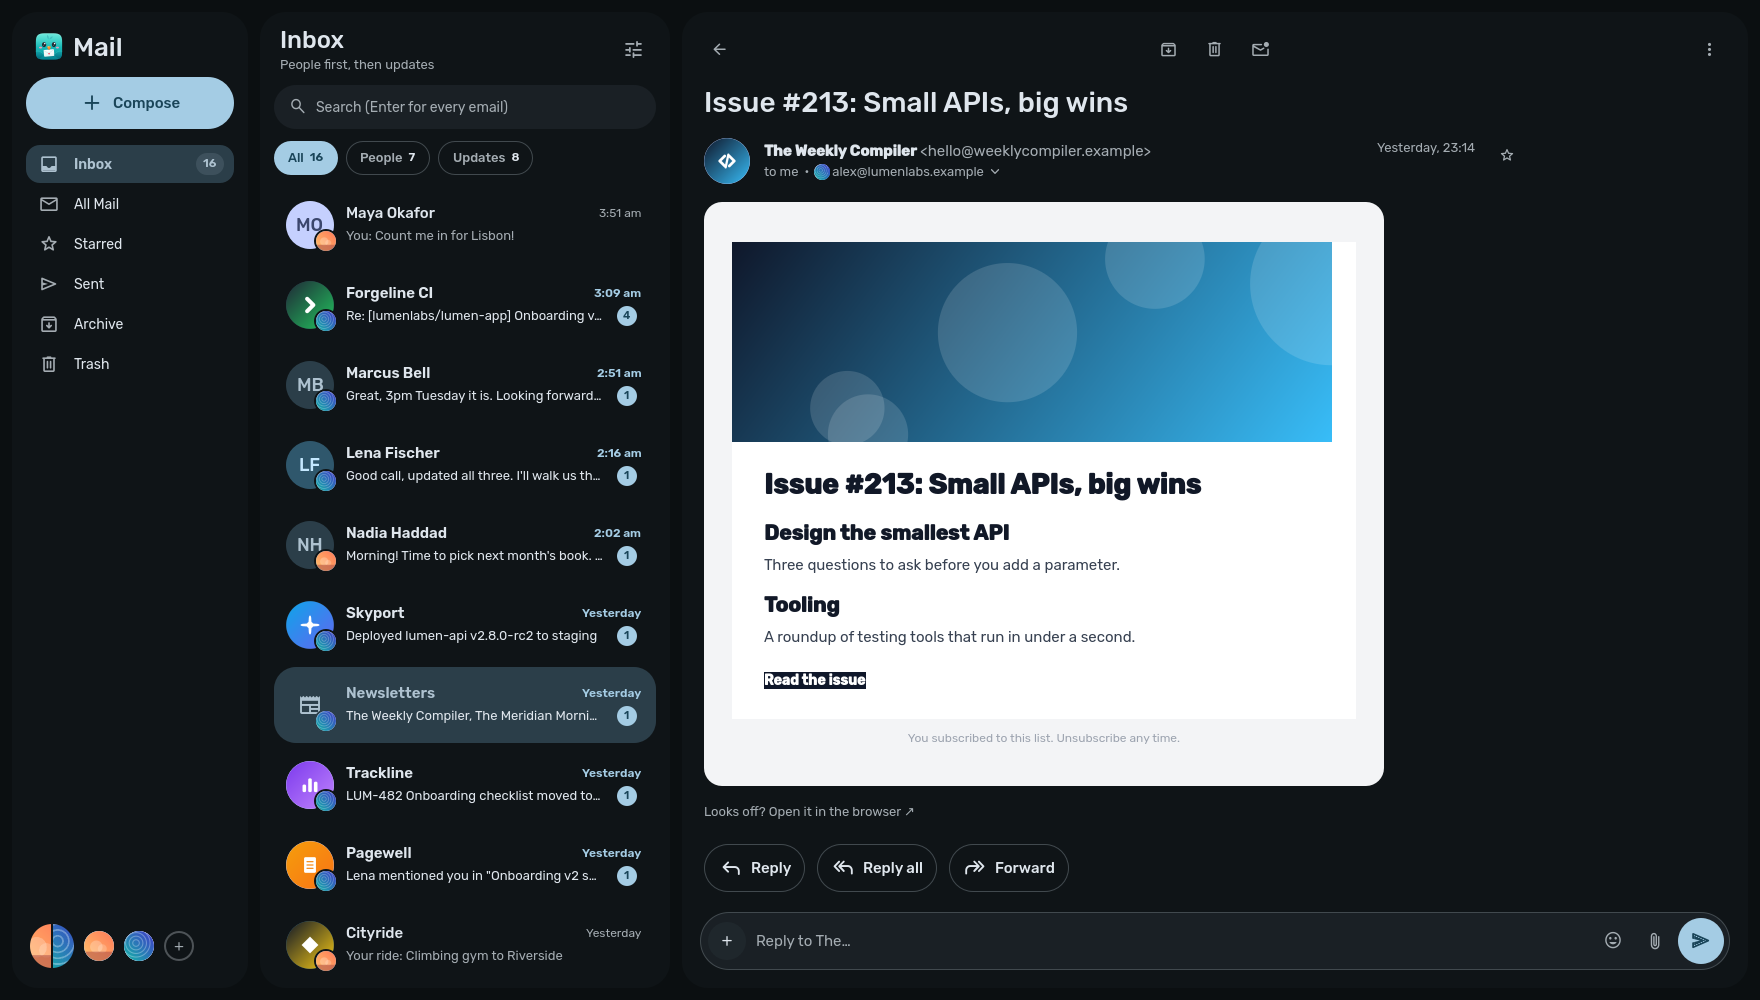 Mail
Compose
Inbox 16
All Mail
Starred
Sent
Archive
Trash
Inbox
People first, then updates
Search (Enter for every email)
All 16
People 7
Updates 8
MO
Maya Okafor 3:51 am
You: Count me in for Lisbon!
Forgeline CI 3:09 am
Re: [lumenlabs/lumen-app] Onboarding v... 4
MB
Marcus Bell 2:51 am
Great, 3pm Tuesday it is. Looking forward... 1
LF
Lena Fischer 2:16 am
Good call, updated all three. I'll walk us th... 1
NH
Nadia Haddad 2:02 am
Morning! Time to pick next month's book. ... 1
Skyport Yesterday
Deployed lumen-api v2.8.0-rc2 to staging 1
Newsletters Yesterday
The Weekly Compiler, The Meridian Morni... 1
Trackline Yesterday
LUM-482 Onboarding checklist moved to... 1
Pagewell Yesterday
Lena mentioned you in "Onboarding v2 s... 1
Cityride Yesterday
Your ride: Climbing gym to Riverside
Issue #213: Small APIs, big wins
The Weekly Compiler <hello@weeklycompiler.example> Yesterday, 23:14
to me • alex@lumenlabs.example
Issue #213: Small APIs, big wins
Design the smallest API
Three questions to ask before you add a parameter.
Tooling
A roundup of testing tools that run in under a second.
Read the issue
You subscribed to this list. Unsubscribe any time.
Looks off? Open it in the browser ↗
Reply
Reply all
Forward
Reply to The...